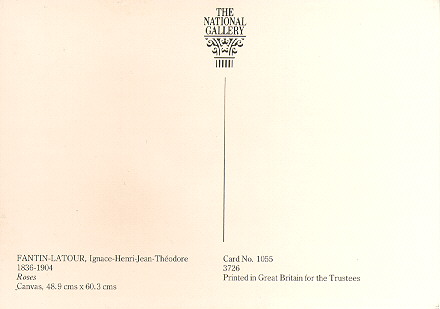 THE
NATIONAL
GALLERY
FANTIN-LATOUR, Ignace-Henri-Jean-Théodore
1836-1904
Roses
Canvas, 48.9 cms x 60.3 cms
Card No. 1055
3726
Printed in Great Britain for the Trustees